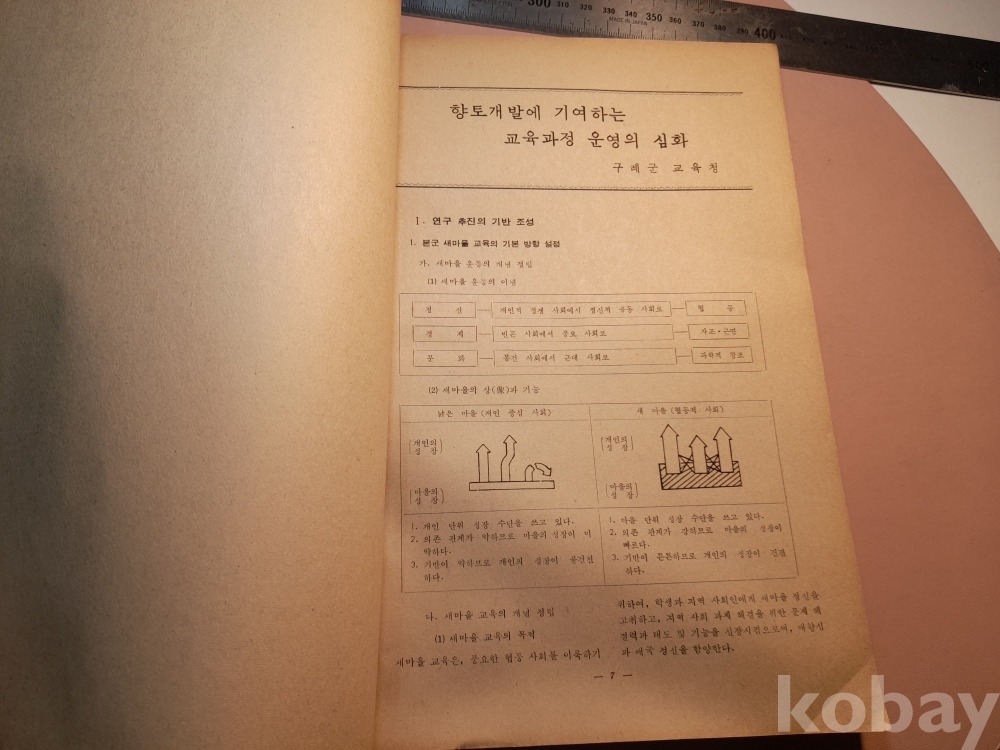 300 310 320 330 340 350 360 370 380 390 400
MADE IN JAPAN
향토개발에 기여하는
교육과정 운영의 심화
구례군 교육청
Ⅰ. 연구 추진의 기반 조성
1. 본군 새마을 교육의 기본 방향 설정
가. 새마을 운동의 개념 정립
(1) 새마을 운동의 이념
정 신 개인적 경쟁 사회에서 정신적 공동 사회로 협 동
경 제 빈곤 사회에서 풍요 사회로 자조·근면
문 화 봉건 사회에서 근대 사회로 과학적 창조
(2) 새마을의 상(像)과 기능
낡은 마을 (개인 중심 사회) 새 마을 (협동적 사회)
(개인의 성 장) (개인의 성 장)
(마을의 성 장) (마을의 성 장)
1. 개인 단위 성장 수단을 쓰고 있다.
2. 의존 관계가 약하므로 마을의 성장이 미
약하다.
3. 기반이 약하므로 개인의 성장이 불건전
하다.
1. 마을 단위 성장 수단을 쓰고 있다.
2. 의존 관계가 강하므로 마을의 성장이
빠르다.
3. 기반이 튼튼하므로 개인의 성장이 건전
하다.
나. 새마을 교육의 개념 정립
(1) 새마을 교육의 목적
새마을 교육은, 풍요한 협동 사회를 이룩하기
위하여, 학생과 지역 사회인에게 새마을 정신을
고취하고, 지역 사회 과제 해결을 위한 문제 해
결력과 태도 및 기능을 신장시킴으로써, 애향심
과 애국 정신을 함양한다.
— 7 —
kobay